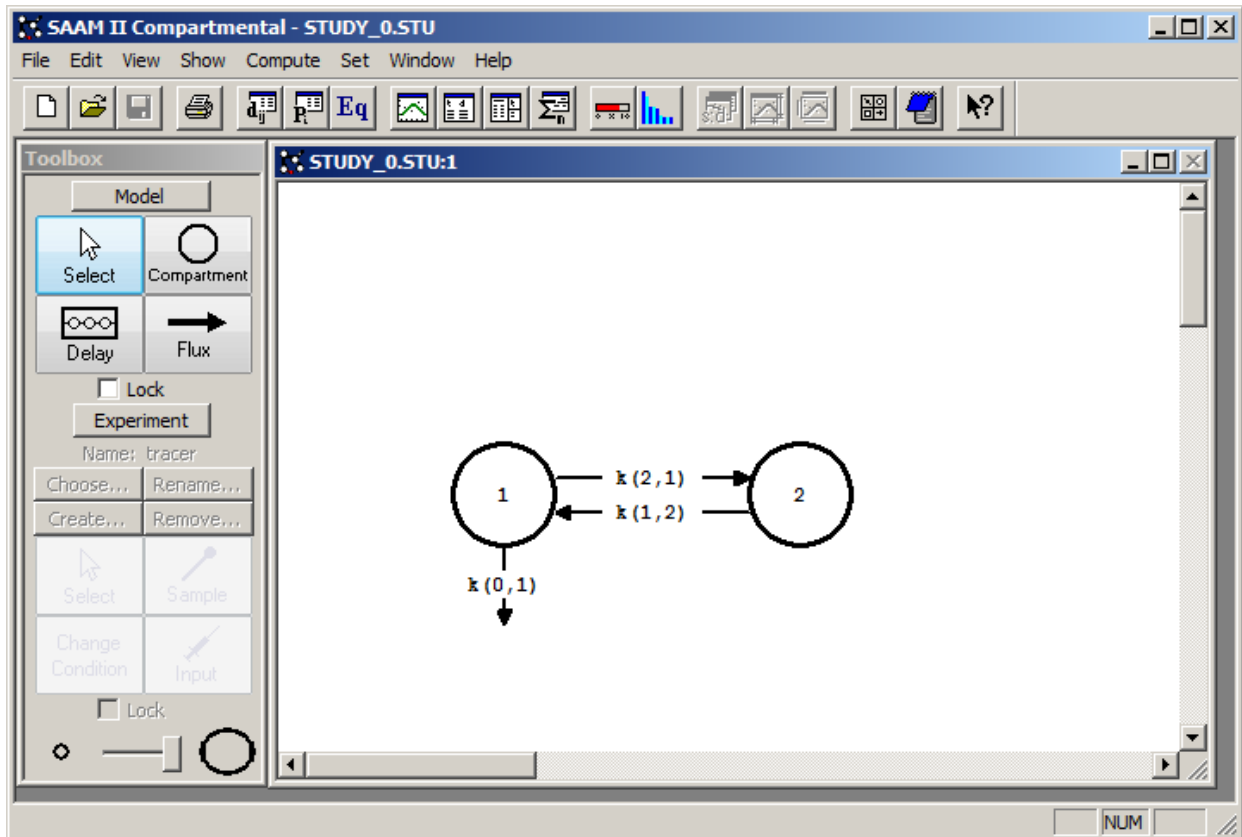 SAAM II Compartmental - STUDY_0.STU
File Edit View Show Compute Set Window Help
Eq
Toolbox
STUDY_0.STU:1
Model
Select
Compartment
Delay
Flux
Lock
Experiment
Name: tracer
Choose... Rename...
Create... Remove...
Select
Sample
Change
Condition
Input
Lock
1
k(2,1)
k(1,2)
2
k(0,1)
NUM